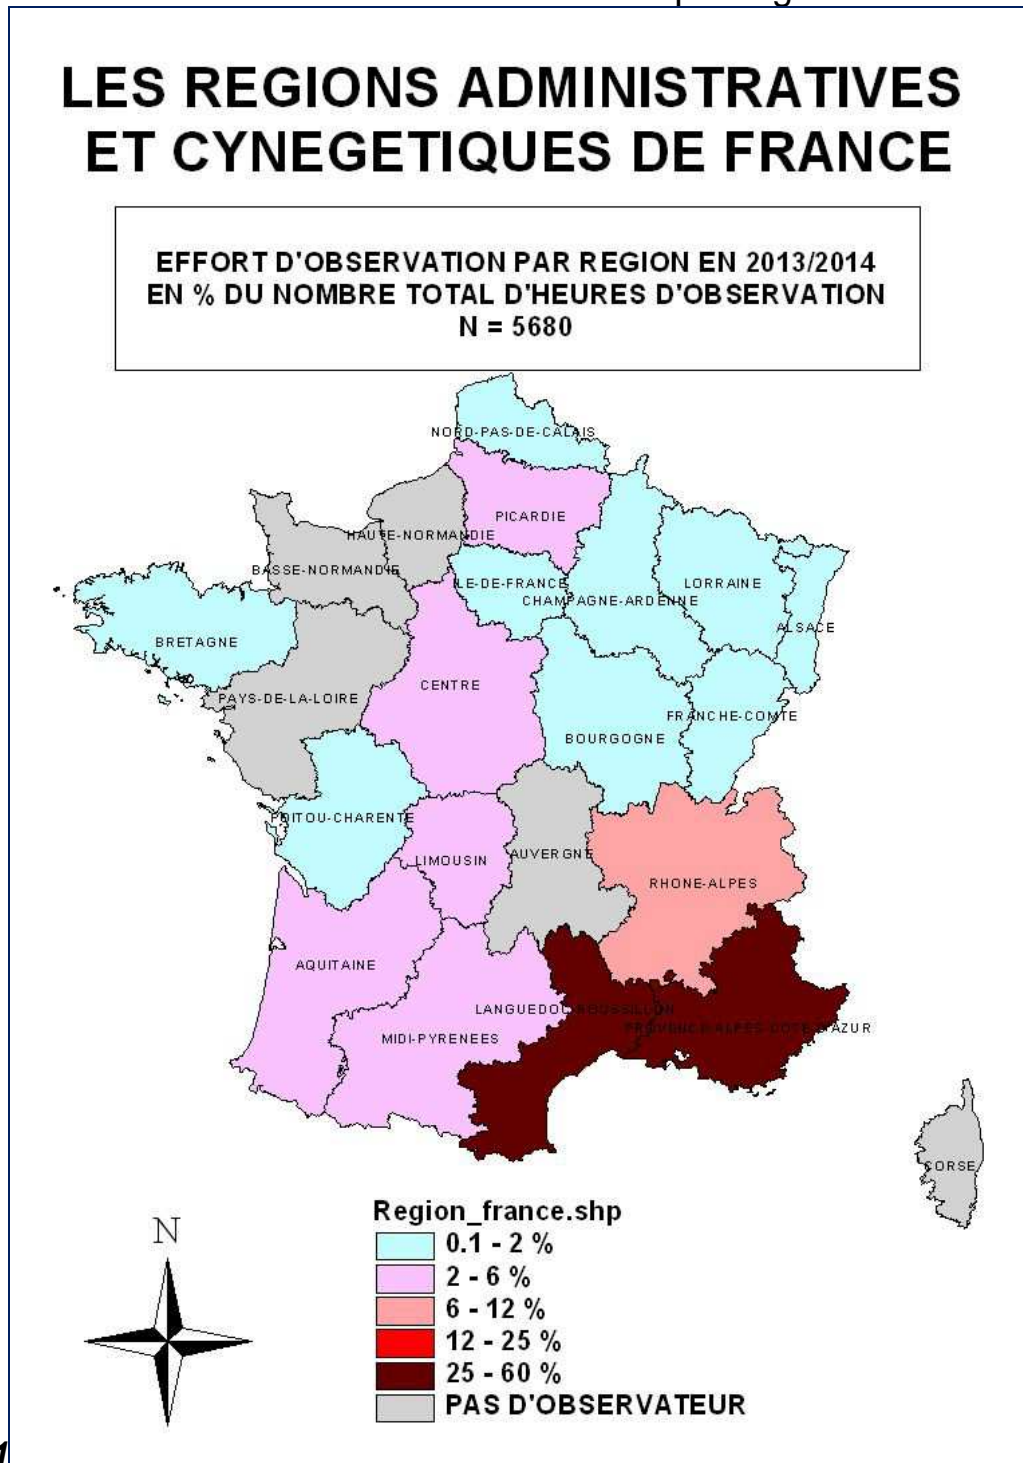 LES REGIONS ADMINISTRATIVES
ET CYNEGETIQUES DE FRANCE
EFFORT D'OBSERVATION PAR REGION EN 2013/2014
EN % DU NOMBRE TOTAL D'HEURES D'OBSERVATION
N = 5680
NORD-PAS-DE-CALAIS
PICARDIE
HAUTE-NORMANDIE
BASSE-NORMANDIE
ILE-DE-FRANCE
LORRAINE
CHAMPAGNE-ARDENNE
ALSACE
BRETAGNE
CENTRE
PAYS-DE-LA-LOIRE
FRANCHE-COMTE
BOURGOGNE
POITOU-CHARENTE
AUVERGNE
LIMOUSIN
RHONE-ALPES
AQUITAINE
LANGUEDOC-ROUSSILLON
PROVENCE-ALPES-COTE-D'AZUR
MIDI-PYRENEES
CORSE
Region_france.shp
N
0.1 - 2 %
2 - 6 %
6 - 12 %
12 - 25 %
25 - 60 %
PAS D'OBSERVATEUR